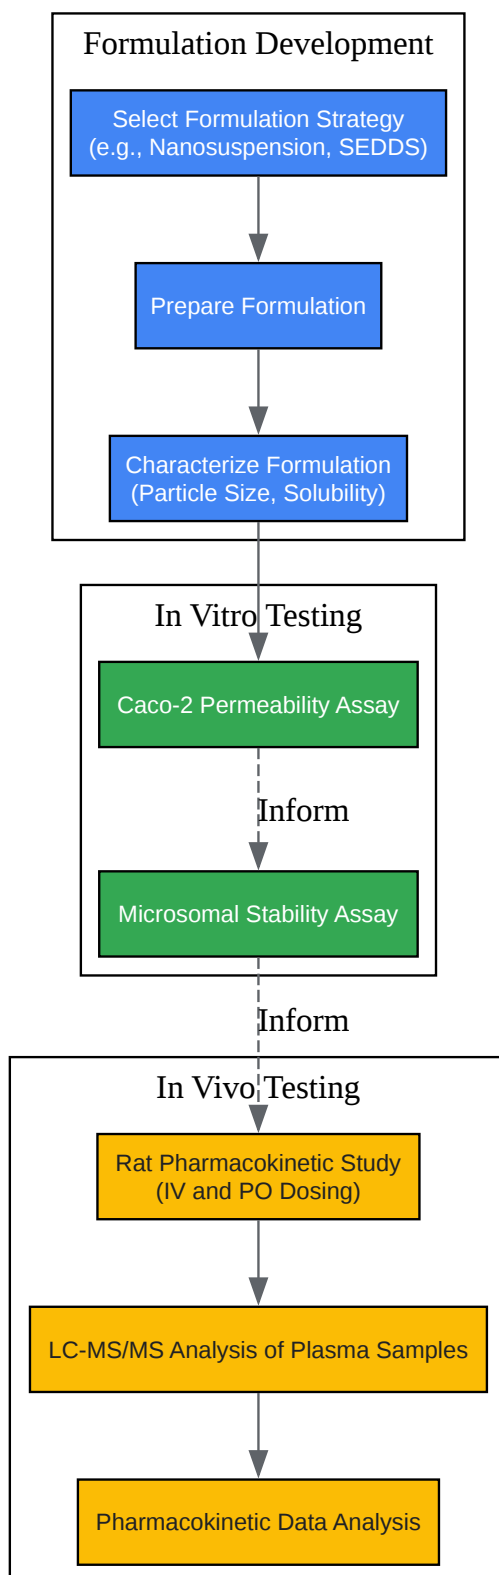 Formulation Development
Select Formulation Strategy
(e.g., Nanosuspension, SEDDS)
Prepare Formulation
Characterize Formulation
(Particle Size, Solubility)
In Vitro Testing
Caco-2 Permeability Assay
Inform
Microsomal Stability Assay
Inform
In Vivo Testing
Rat Pharmacokinetic Study
(IV and PO Dosing)
LC-MS/MS Analysis of Plasma Samples
Pharmacokinetic Data Analysis